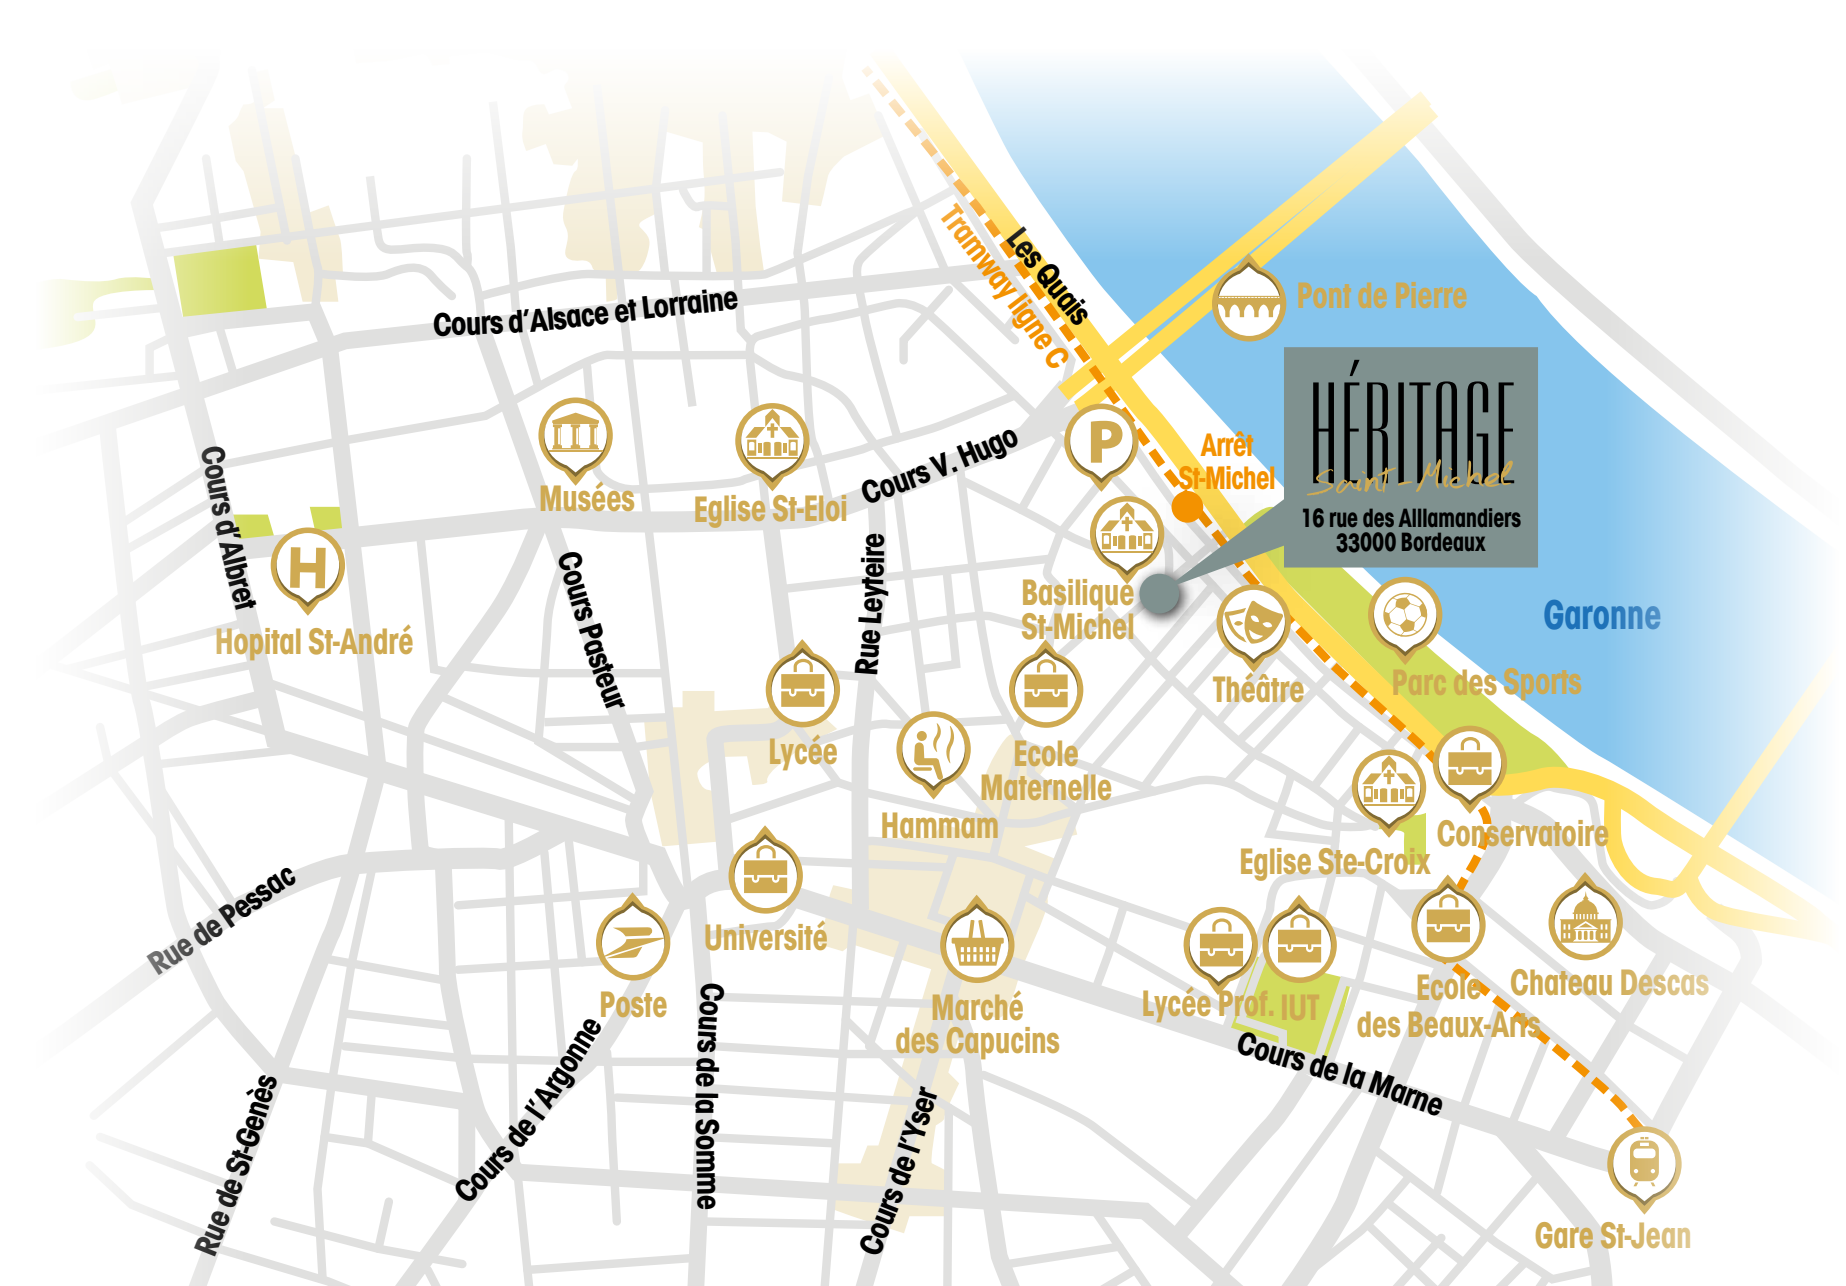 Les Quais
Tramway ligne C
Pont de Pierre
Cours d'Alsace et Lorraine
HÉRITAGE
Saint-Michel
16 rue des Alllamandiers
33000 Bordeaux
P
Arrêt
St-Michel
Cours V. Hugo
Musées
Eglise St-Eloi
Cours d'Albret
H
Hopital St-André
Cours Pasteur
Rue Leyteire
Basilique
St-Michel
Garonne
Théâtre
Parc des Sports
Lycée
Ecole
Maternelle
Hammam
Conservatoire
Eglise Ste-Croix
Rue de Pessac
Université
Poste
Marché
des Capucins
Lycée Prof.
IUT
Ecole
des Beaux-Arts
Chateau Descas
Cours de la Marne
Cours de l'Argonne
Cours de la Somme
Cours de l'Yser
Rue de St-Genès
Gare St-Jean